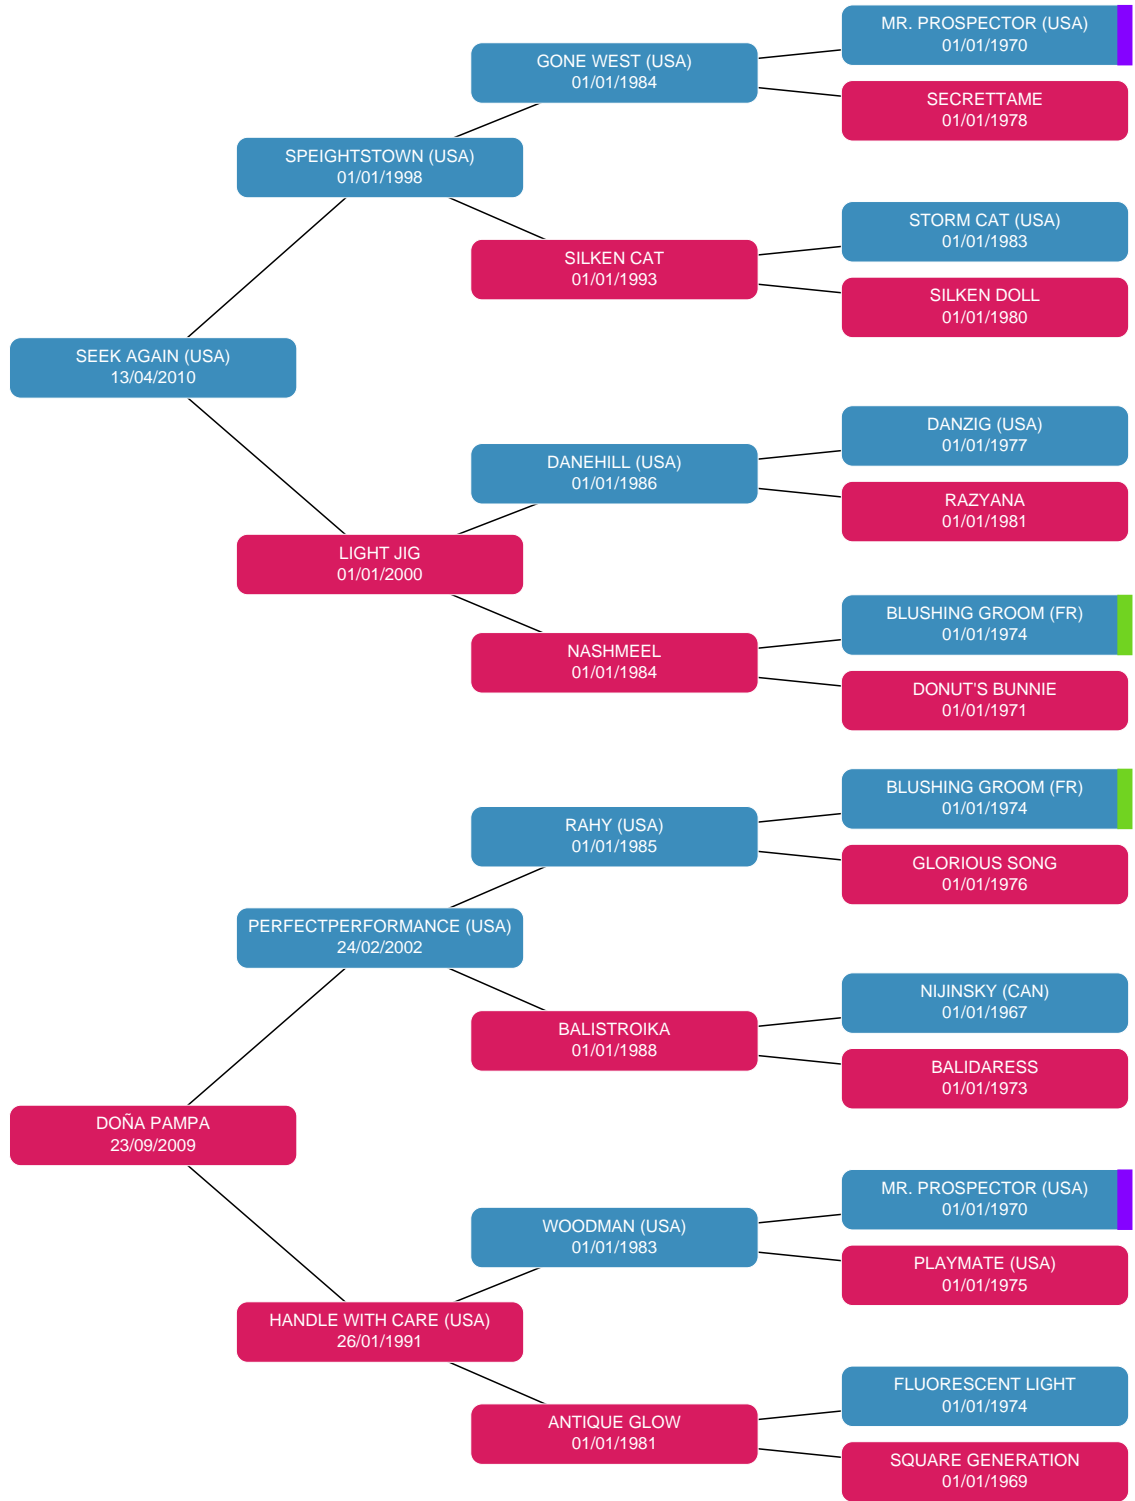 MR. PROSPECTOR (USA)
01/01/1970
GONE WEST (USA)
01/01/1984
SECRETTAME
01/01/1978
SPEIGHTSTOWN (USA)
01/01/1998
STORM CAT (USA)
01/01/1983
SILKEN CAT
01/01/1993
SILKEN DOLL
01/01/1980
SEEK AGAIN (USA)
13/04/2010
DANZIG (USA)
01/01/1977
DANEHILL (USA)
01/01/1986
RAZYANA
01/01/1981
LIGHT JIG
01/01/2000
BLUSHING GROOM (FR)
01/01/1974
NASHMEEL
01/01/1984
DONUT'S BUNNIE
01/01/1971
BLUSHING GROOM (FR)
01/01/1974
RAHY (USA)
01/01/1985
GLORIOUS SONG
01/01/1976
PERFECTPERFORMANCE (USA)
24/02/2002
NIJINSKY (CAN)
01/01/1967
BALISTROIKA
01/01/1988
BALIDARESS
01/01/1973
DOÑA PAMPA
23/09/2009
MR. PROSPECTOR (USA)
01/01/1970
WOODMAN (USA)
01/01/1983
PLAYMATE (USA)
01/01/1975
HANDLE WITH CARE (USA)
26/01/1991
FLUORESCENT LIGHT
01/01/1974
ANTIQUE GLOW
01/01/1981
SQUARE GENERATION
01/01/1969